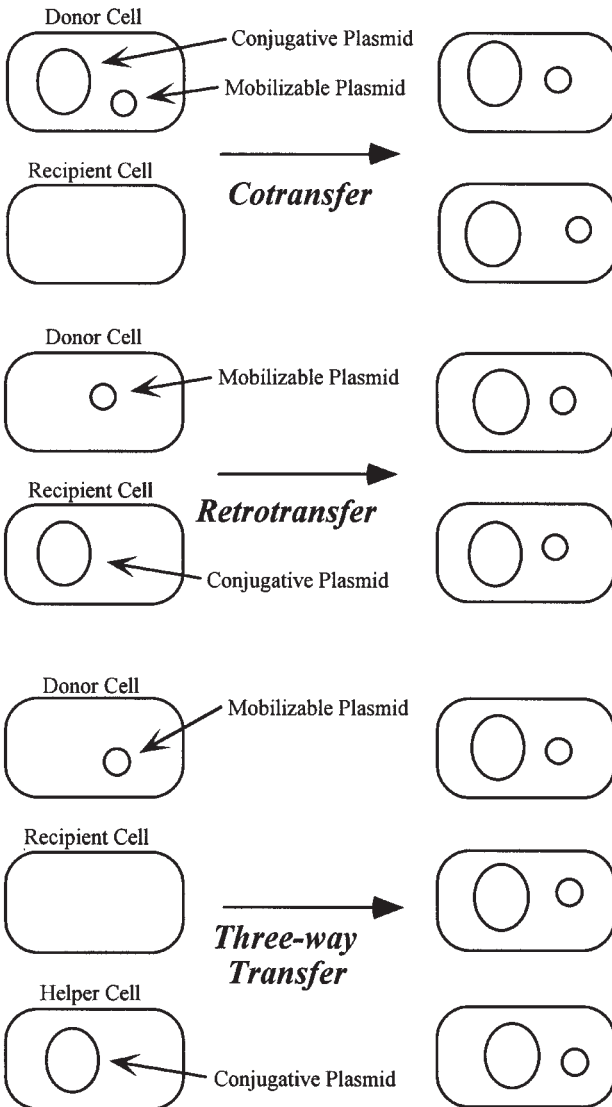 Donor Cell
Conjugative Plasmid
Mobilizable Plasmid
Recipient Cell
Cotransfer
Donor Cell
Mobilizable Plasmid
Recipient Cell
Retrotransfer
Conjugative Plasmid
Donor Cell
Mobilizable Plasmid
Recipient Cell
Three-way
Transfer
Helper Cell
Conjugative Plasmid